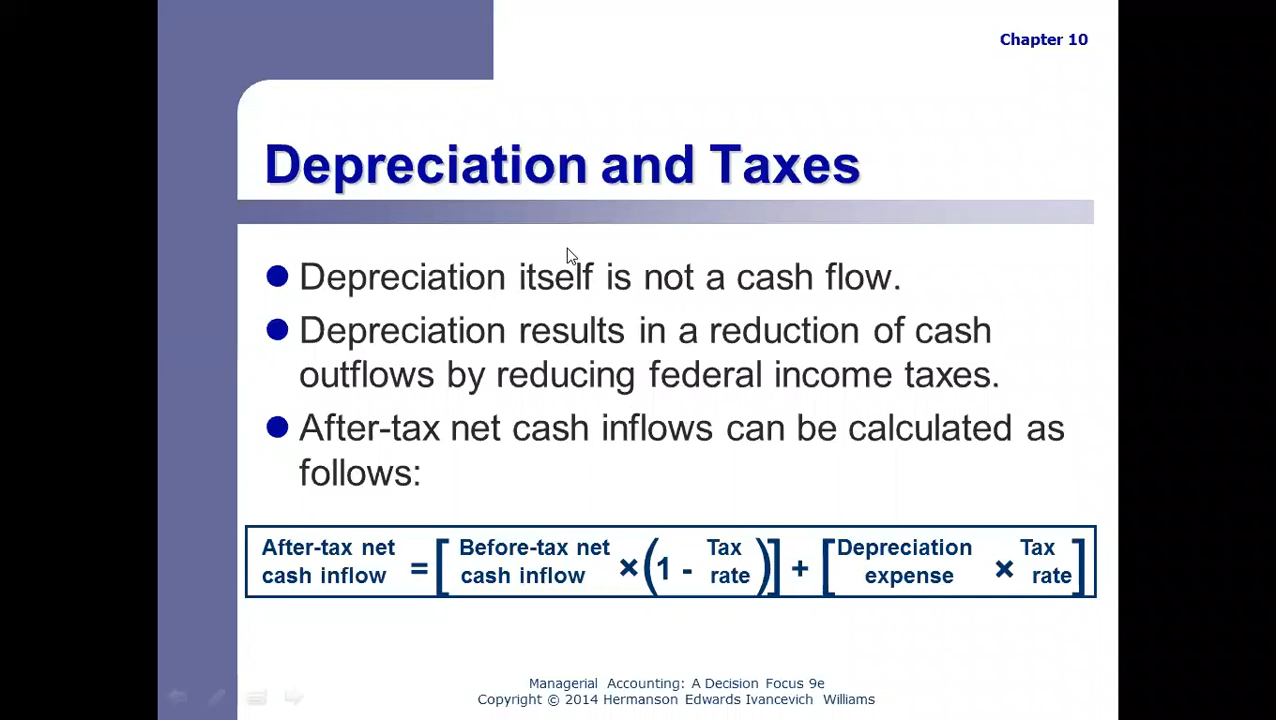 Chapter 10
Depreciation and Taxes
Depreciation itself is not a cash flow.
Depreciation results in a reduction of cash
outflows by reducing federal income taxes.
After-tax net cash inflows can be calculated as
follows:
After-tax net cash inflow = [ Before-tax net cash inflow × ( 1 - Tax rate ) ] + [ Depreciation expense × Tax rate ]
Managerial Accounting: A Decision Focus 9e
Copyright © 2014 Hermanson Edwards Ivancevich Williams